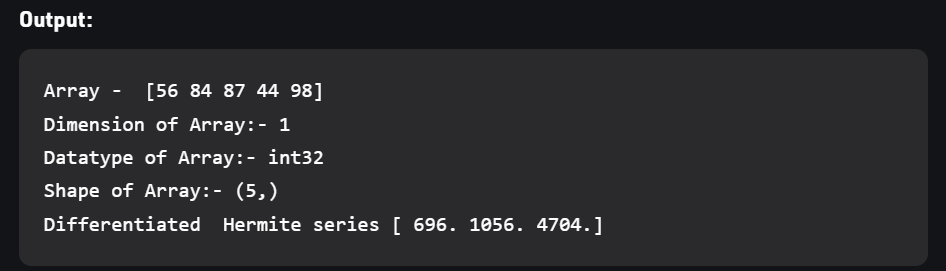 Output:
Array -  [56 84 87 44 98]
Dimension of Array:- 1
Datatype of Array:- int32
Shape of Array:- (5,)
Differentiated  Hermite series [ 696. 1056. 4704.]